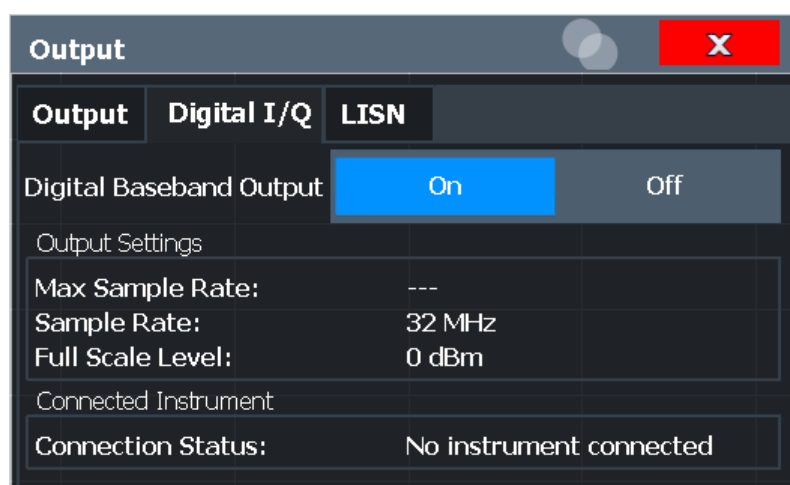 Output
X
Output Digital I/Q LISN
Digital Baseband Output On Off
Output Settings
Max Sample Rate: ---
Sample Rate: 32 MHz
Full Scale Level: 0 dBm
Connected Instrument
Connection Status: No instrument connected